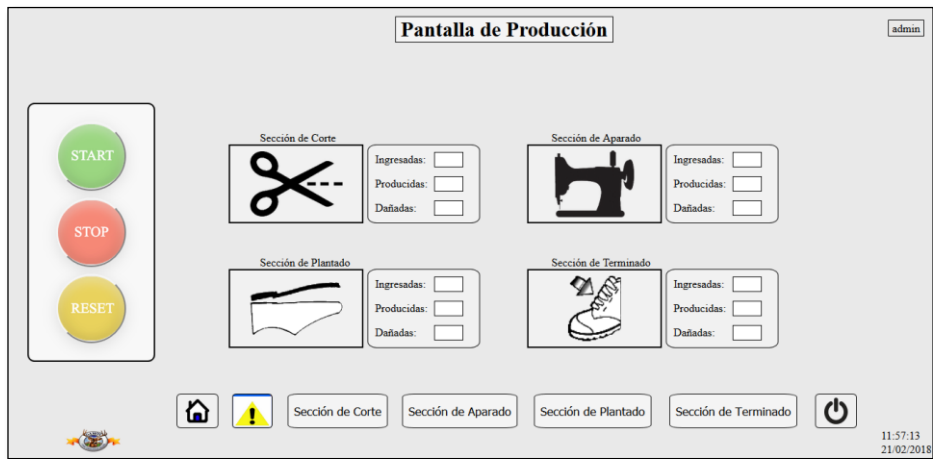 Pantalla de Producción
admin
START
STOP
RESET
Sección de Corte
Ingresadas:
Producidas:
Dañadas:
Sección de Aparado
Ingresadas:
Producidas:
Dañadas:
Sección de Plantado
Ingresadas:
Producidas:
Dañadas:
Sección de Terminado
Ingresadas:
Producidas:
Dañadas:
Sección de Corte
Sección de Aparado
Sección de Plantado
Sección de Terminado
11:57:13
21/02/2018